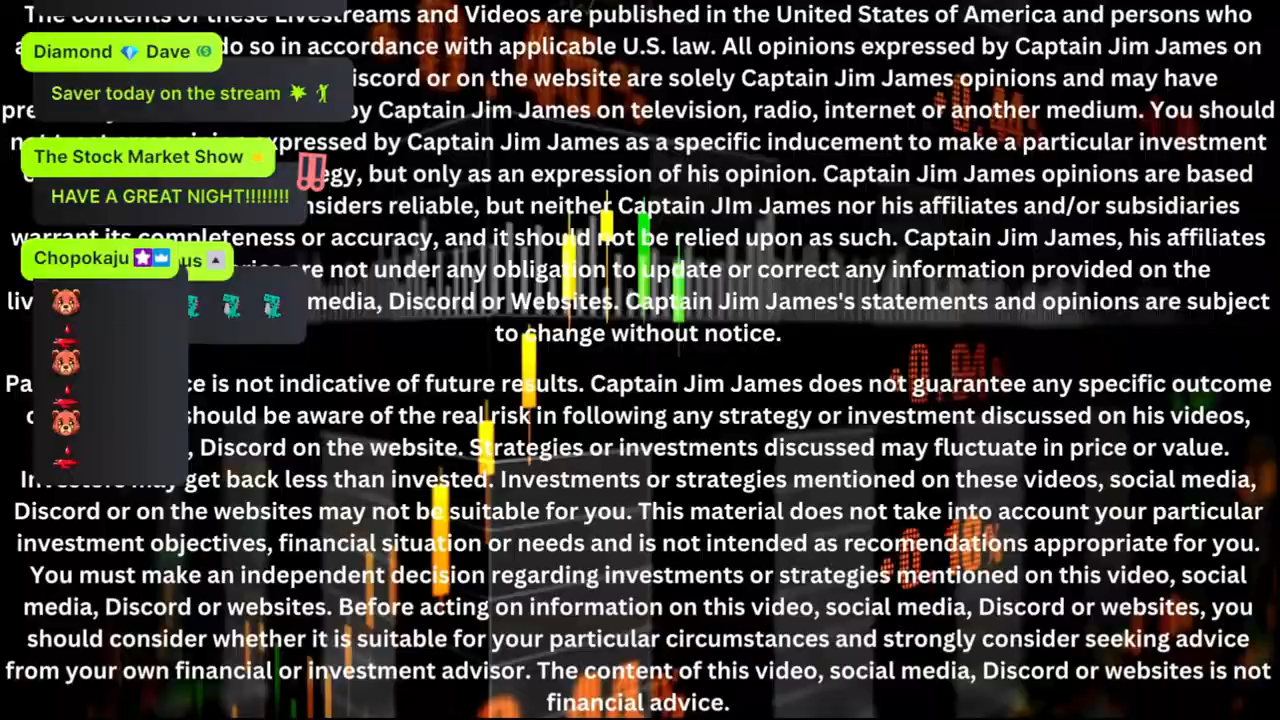 The contents of these Livestreams and Videos are published in the United States of America and persons who
Diamond 💎 Dave
do so in accordance with applicable U.S. law. All opinions expressed by Captain Jim James on
iscord or on the website are solely Captain Jim James opinions and may have
Saver today on the stream
pre by Captain Jim James on television, radio, internet or another medium. You should
expressed by Captain Jim James as a specific inducement to make a particular investment
The Stock Market Show
egy, but only as an expression of his opinion. Captain Jim James opinions are based
HAVE A GREAT NIGHT!!!!!!!!
nsiders reliable, but neither Captain JIm James nor his affiliates and/or subsidiaries
warrant its completeness or accuracy, and it should not be relied upon as such. Captain Jim James, his affiliates
Chopokaju
us
are not under any obligation to update or correct any information provided on the
liv media, Discord or Websites. Captain Jim James's statements and opinions are subject
to change without notice.
Pa ce is not indicative of future results. Captain Jim James does not guarantee any specific outcome
should be aware of the real risk in following any strategy or investment discussed on his videos,
, Discord on the website. Strategies or investments discussed may fluctuate in price or value.
Investors may get back less than invested. Investments or strategies mentioned on these videos, social media,
Discord or on the websites may not be suitable for you. This material does not take into account your particular
investment objectives, financial situation or needs and is not intended as recomendations appropriate for you.
You must make an independent decision regarding investments or strategies mentioned on this video, social
media, Discord or websites. Before acting on information on this video, social media, Discord or websites, you
should consider whether it is suitable for your particular circumstances and strongly consider seeking advice
from your own financial or investment advisor. The content of this video, social media, Discord or websites is not
financial advice.